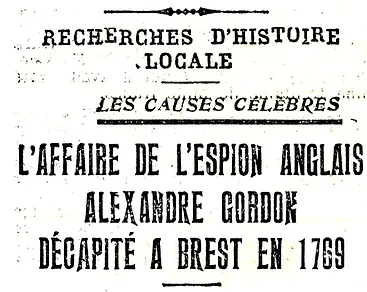 RECHERCHES D'HISTOIRE
LOCALE
LES CAUSES CÉLÈBRES
L'AFFAIRE DE L'ESPION ANGLAIS
ALEXANDRE GORDON
DÉCAPITÉ A BREST EN 1769